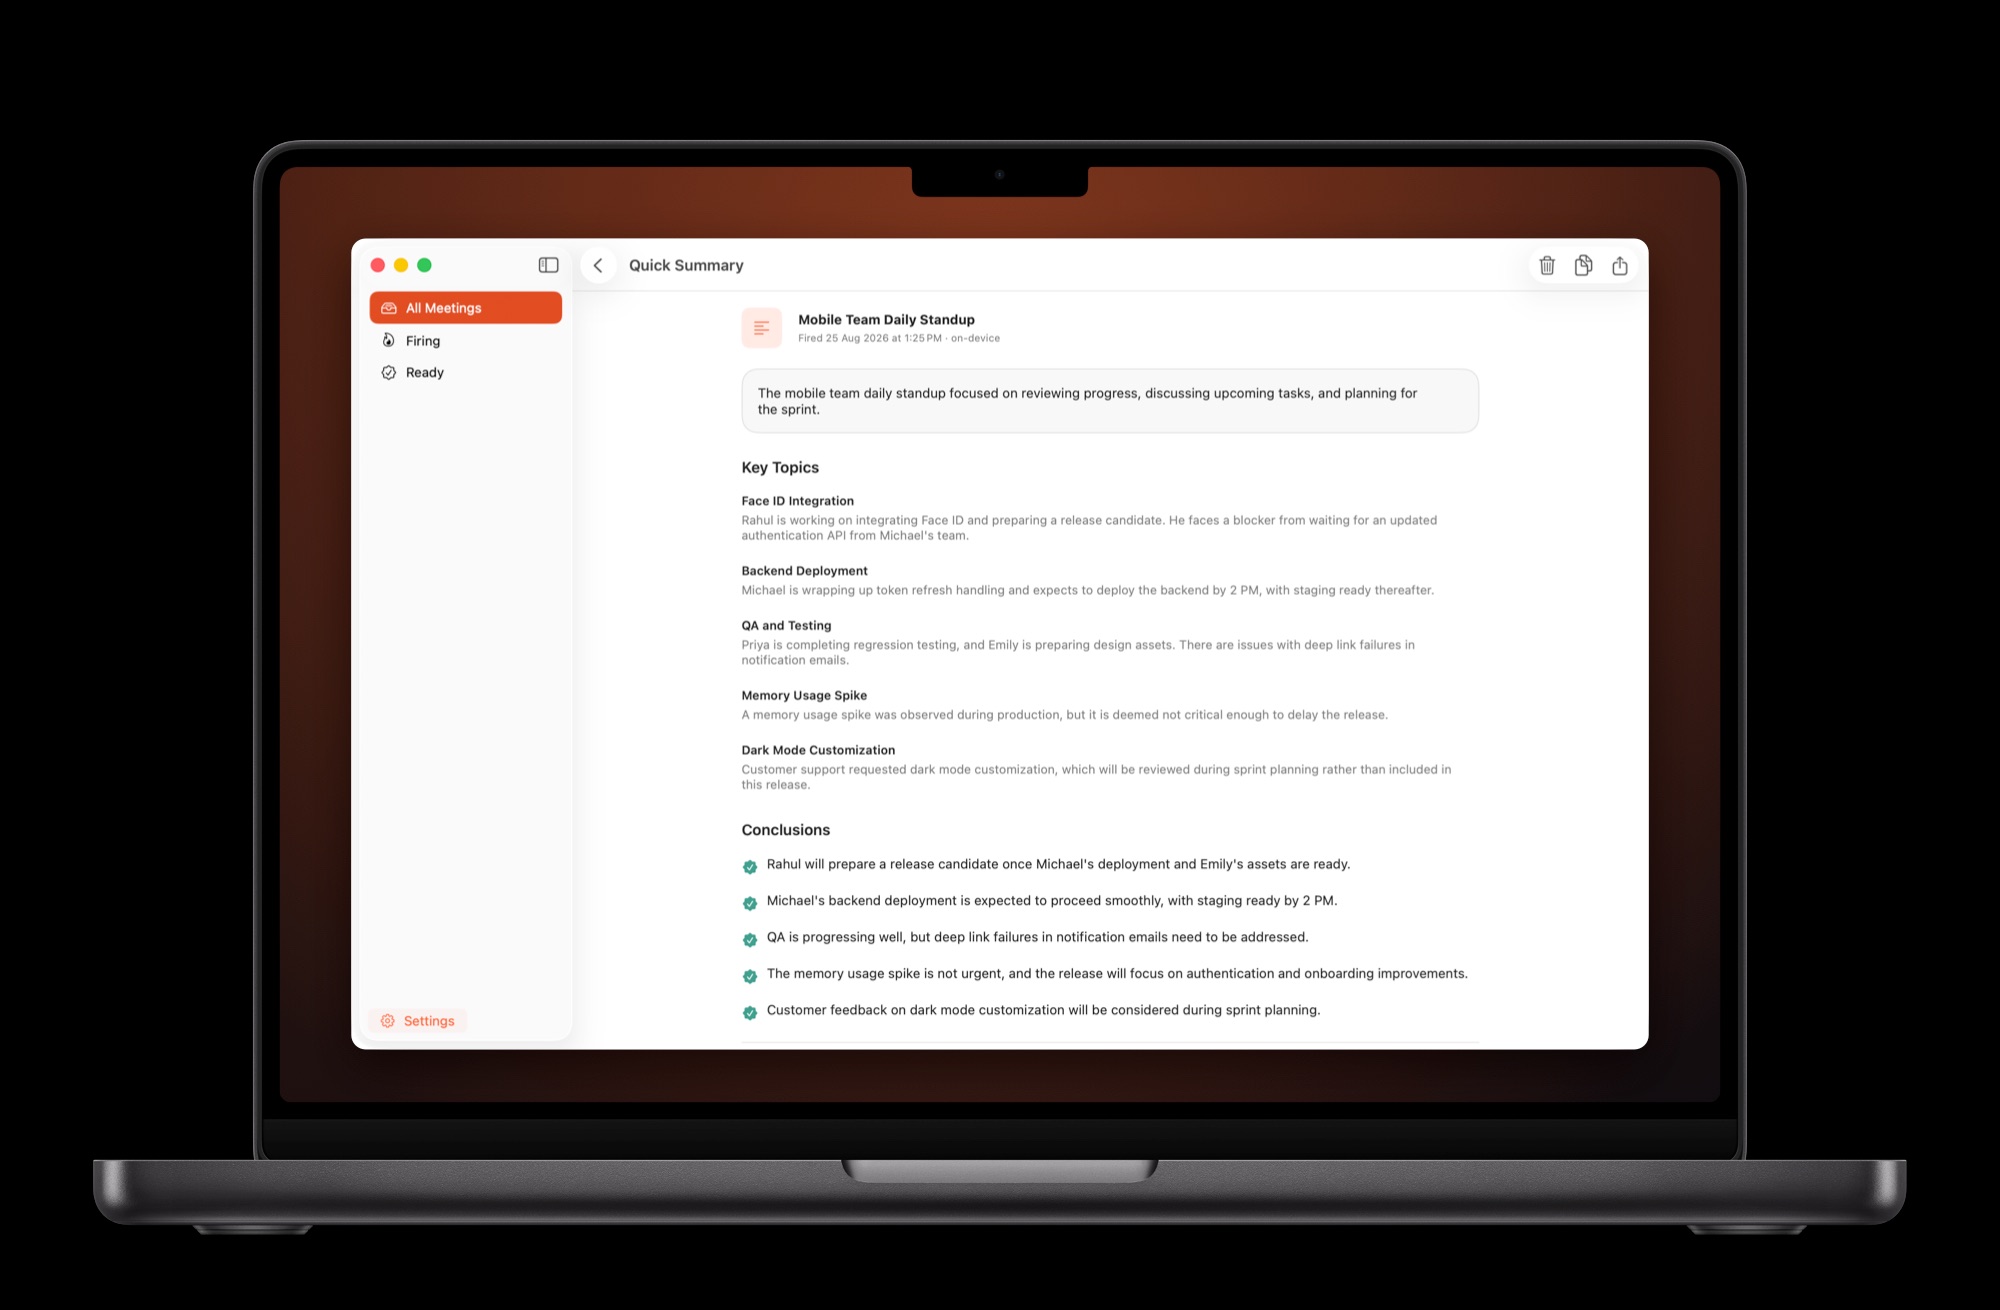 Quick Summary
All Meetings
Firing
Ready
Settings
Mobile Team Daily Standup
Fired 25 Aug 2026 at 1:25 PM · on-device
The mobile team daily standup focused on reviewing progress, discussing upcoming tasks, and planning for
the sprint.
Key Topics
Face ID Integration
Rahul is working on integrating Face ID and preparing a release candidate. He faces a blocker from waiting for an updated
authentication API from Michael's team.
Backend Deployment
Michael is wrapping up token refresh handling and expects to deploy the backend by 2 PM, with staging ready thereafter.
QA and Testing
Priya is completing regression testing, and Emily is preparing design assets. There are issues with deep link failures in
notification emails.
Memory Usage Spike
A memory usage spike was observed during production, but it is deemed not critical enough to delay the release.
Dark Mode Customization
Customer support requested dark mode customization, which will be reviewed during sprint planning rather than included in
this release.
Conclusions
Rahul will prepare a release candidate once Michael's deployment and Emily's assets are ready.
Michael's backend deployment is expected to proceed smoothly, with staging ready by 2 PM.
QA is progressing well, but deep link failures in notification emails need to be addressed.
The memory usage spike is not urgent, and the release will focus on authentication and onboarding improvements.
Customer feedback on dark mode customization will be considered during sprint planning.